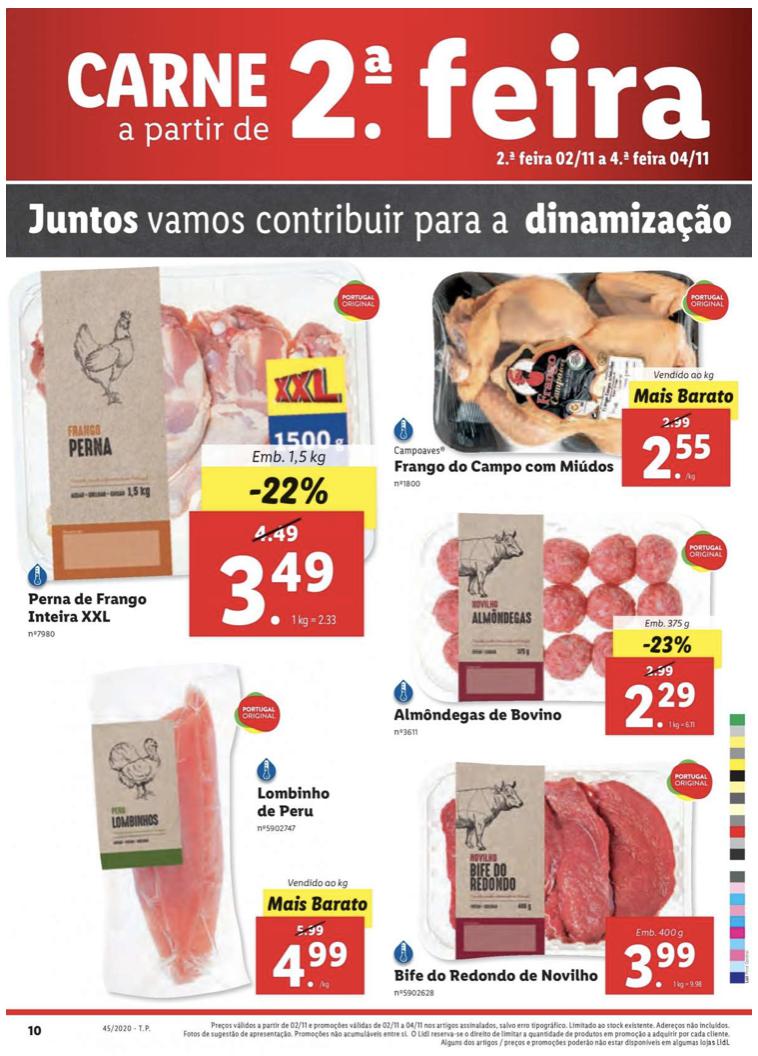 CARNE
a partir de
2.ª feira
2.ª feira 02/11 a 4.ª feira 04/11
Juntos vamos contribuir para a dinamização
PORTUGAL
ORIGINAL
FRANGO
PERNA
1,5 kg
XXL
1500 g
Emb. 1,5 kg
-22%
4.49
3.49
1 kg = 2.33
Perna de Frango
Inteira XXL
nº7980
PORTUGAL
ORIGINAL
Frango
Campoaves®
Frango do Campo com Miúdos
nº1800
Vendido ao kg
Mais Barato
2.99
2.55
/kg
PORTUGAL
ORIGINAL
NOVILHO
ALMÔNDEGAS
375 g
Emb. 375 g
-23%
2.99
2.29
1 kg = 6.11
Almôndegas de Bovino
nº3611
PORTUGAL
ORIGINAL
PERU
LOMBINHOS
Lombinho
de Peru
nº5902747
Vendido ao kg
Mais Barato
5.99
4.99
/kg
PORTUGAL
ORIGINAL
NOVILHO
BIFE DO
REDONDO
400 g
Emb. 400 g
3.99
1 kg = 9.98
Bife do Redondo de Novilho
nº5902628
10
45/2020 - T.P.
Preços válidos a partir de 02/11 e promoções válidas de 02/11 a 04/11 nos artigos assinalados, salvo erro tipográfico. Limitado ao stock existente. Adereços não incluídos.
Fotos de sugestão de apresentação. Promoções não acumuláveis entre si. O Lidl reserva-se o direito de limitar a quantidade de produtos em promoção a adquirir por cada cliente.
Alguns dos artigos / preços e promoções poderão não estar disponíveis em algumas lojas Lidl.